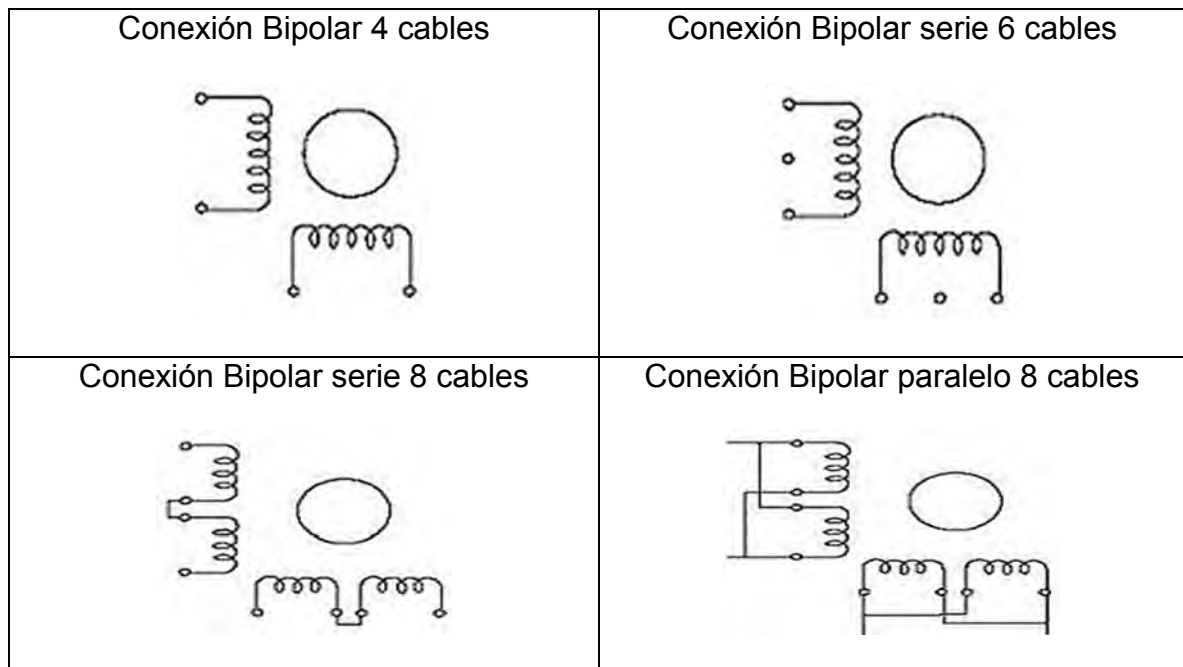 Conexión Bipolar 4 cables
Conexión Bipolar serie 6 cables
Conexión Bipolar serie 8 cables
Conexión Bipolar paralelo 8 cables